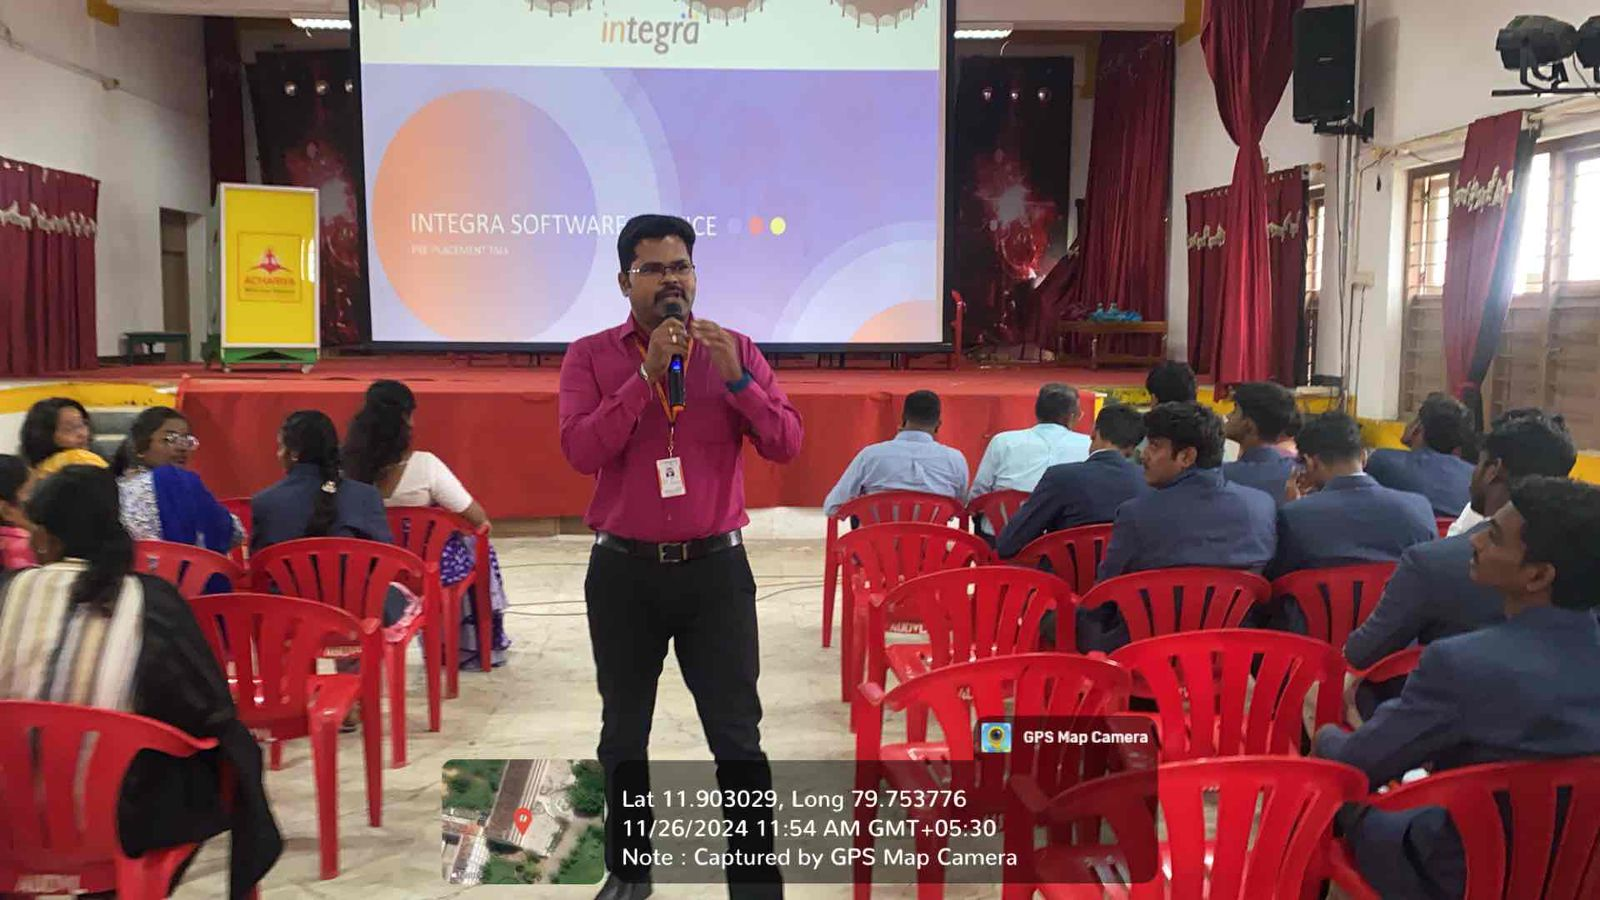 integra
INTEGRA SOFTWARE
PRE-PLACEMENT TALK
ACHARIYA
GPS Map Camera
Lat 11.903029, Long 79.753776
11/26/2024 11:54 AM GMT+05:30
Note : Captured by GPS Map Camera